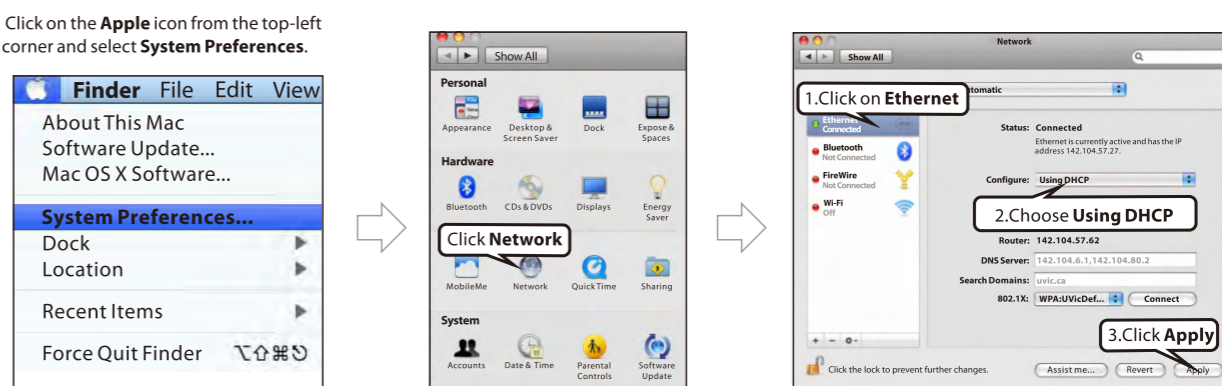 Click on the Apple icon from the top-left
corner and select System Preferences.
Finder File Edit View
About This Mac
Software Update...
Mac OS X Software...
System Preferences...
Dock
Location
Recent Items
Force Quit Finder ⌥⇧⌘⎋
Show All
Personal
Appearance
Desktop &
Screen Saver
Dock
Expose &
Spaces
Hardware
Bluetooth
CDs & DVDs
Displays
Energy
Saver
Click Network
MobileMe
Network
QuickTime
Sharing
System
Accounts
Date & Time
Parental
Controls
Software
Update
Network
Show All
1.Click on Ethernet
Ethernet
Connected
Bluetooth
Not Connected
FireWire
Not Connected
Wi-Fi
Off
Status: Connected
Ethernet is currently active and has the IP
address 142.104.57.27.
Configure: Using DHCP
2.Choose Using DHCP
Router: 142.104.57.62
DNS Server: 142.104.6.1,142.104.80.2
Search Domains: uvic.ca
802.1X: WPA:UVicDef... Connect
3.Click Apply
Click the lock to prevent further changes.
Assist me... Revert Apply